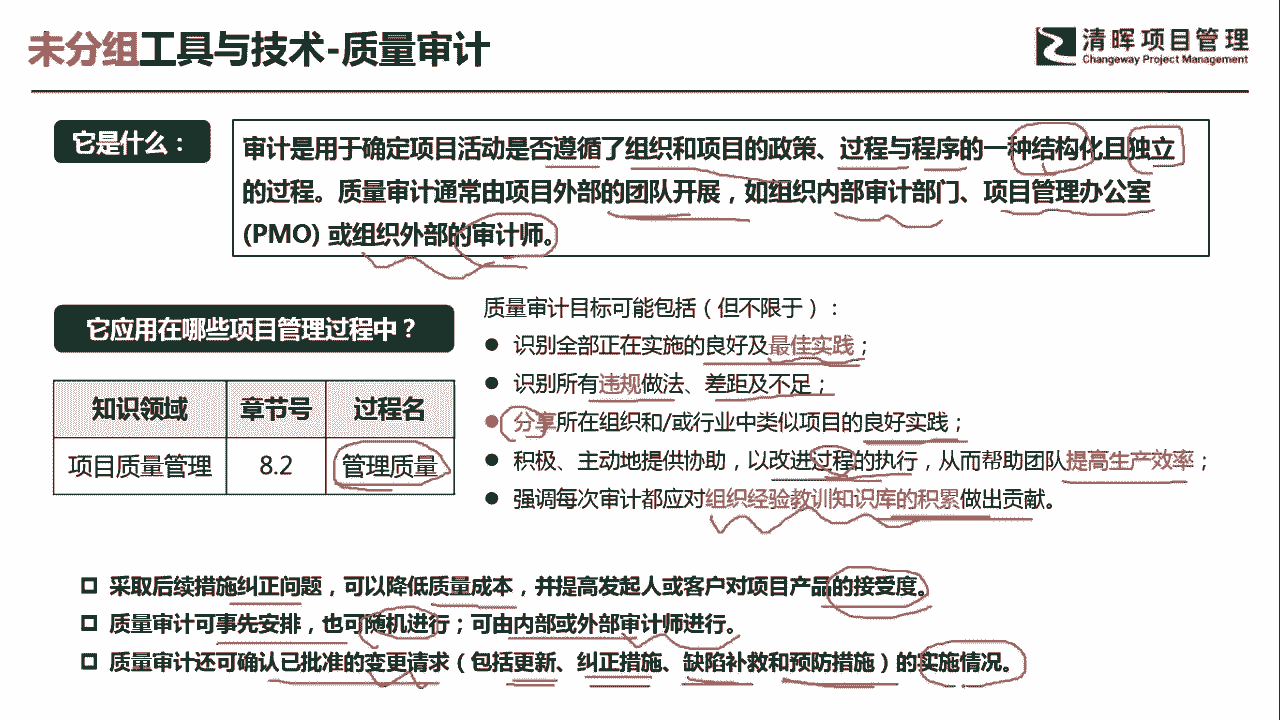 未分组工具与技术-质量审计
清晖项目管理
Changeway Project Management
它是什么：
审计是用于确定项目活动是否遵循了组织和项目的政策、过程与程序的一种结构化且独立
的过程。质量审计通常由项目外部的团队开展，如组织内部审计部门、项目管理办公室
(PMO) 或组织外部的审计师。
它应用在哪些项目管理过程中？
知识领域 章节号 过程名
项目质量管理 8.2 管理质量
质量审计目标可能包括（但不限于）：
● 识别全部正在实施的良好及最佳实践；
● 识别所有违规做法、差距及不足；
● 分享所在组织和/或行业中类似项目的良好实践；
● 积极、主动地提供协助，以改进过程的执行，从而帮助团队提高生产效率；
● 强调每次审计都应对组织经验教训知识库的积累做出贡献。
□ 采取后续措施纠正问题，可以降低质量成本，并提高发起人或客户对项目产品的接受度。
□ 质量审计可事先安排，也可随机进行；可由内部或外部审计师进行。
□ 质量审计还可确认已批准的变更请求（包括更新、纠正措施、缺陷补救和预防措施）的实施情况。